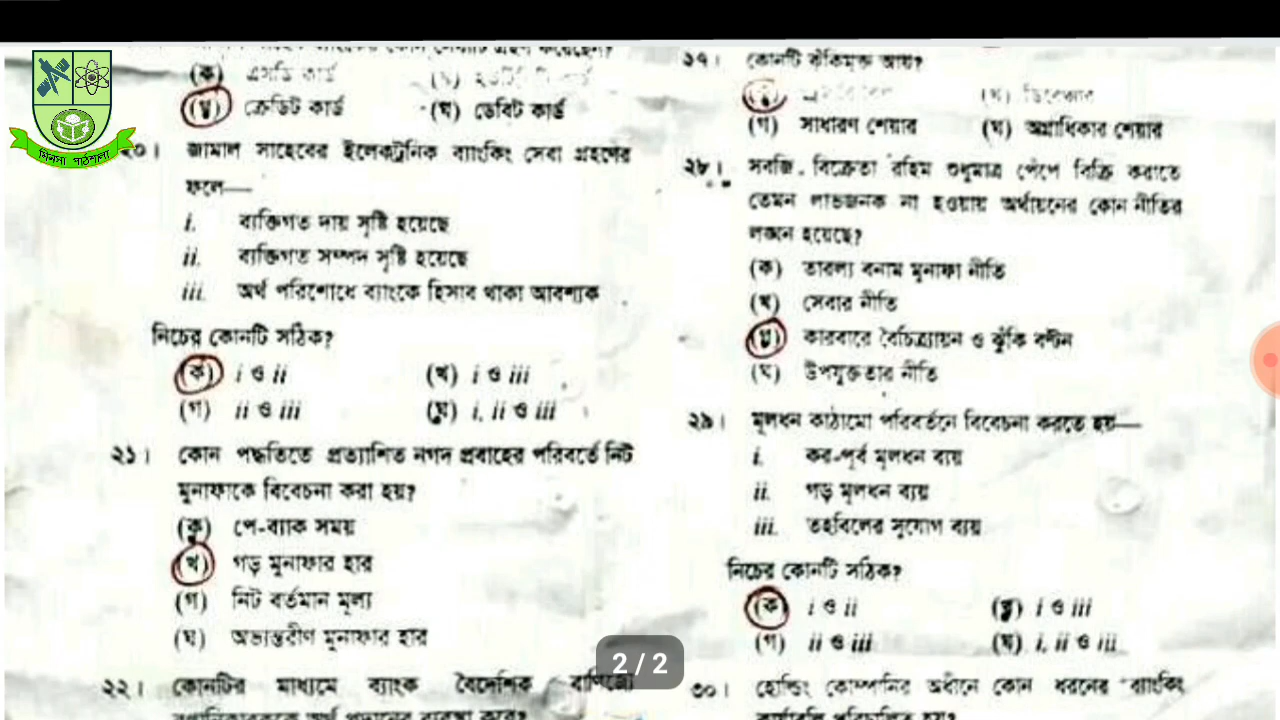 মিনসা পাঠশালা
(ক)
(ঘ) ডেবিট কার্ড
ক্রেডিট কার্ড
২০। জামাল সাহেবের ইলেকট্রনিক ব্যাংকিং সেবা গ্রহণের
ফলে—
i. ব্যক্তিগত দায় সৃষ্টি হয়েছে
ii. ব্যক্তিগত সম্পদ সৃষ্টি হয়েছে
iii. অর্থ পরিশোধে ব্যাংকে হিসাব থাকা আবশ্যক
নিচের কোনটি সঠিক?
(ক) i ও ii (খ) i ও iii
(গ) ii ও iii (ঘ) i, ii ও iii
২১। কোন পদ্ধতিতে প্রত্যাশিত নগদ প্রবাহের পরিবর্তে নিট
মুনাফাকে বিবেচনা করা হয়?
(ক) পে-ব্যাক সময়
(খ) গড় মুনাফার হার
(গ) নিট বর্তমান মূল্য
(ঘ) অভ্যন্তরীণ মুনাফার হার
২২। কোনটির মাধ্যমে ব্যাংক বৈদেশিক বাণিজ্যে
২৭। কোনটি ঝুঁকিমুক্ত আয়?
(খ) ডিবেঞ্চার
(গ) সাধারণ শেয়ার (ঘ) অগ্রাধিকার শেয়ার
২৮। সবজি বিক্রেতা রহিম শুধুমাত্র পেঁপে বিক্রি করাতে
তেমন লাভজনক না হওয়ায় অর্থায়নের কোন নীতির
লঙ্ঘন হয়েছে?
(ক) তারল্য বনাম মুনাফা নীতি
(খ) সেবার নীতি
(গ) কারবারে বৈচিত্র্যায়ন ও ঝুঁকি বণ্টন
(ঘ) উপযুক্ততার নীতি
২৯। মূলধন কাঠামো পরিবর্তনে বিবেচনা করতে হয়—
i. কর-পূর্ব মূলধন ব্যয়
ii. গড় মূলধন ব্যয়
iii. তহবিলের সুযোগ ব্যয়
নিচের কোনটি সঠিক?
(ক) i ও ii (খ) i ও iii
(গ) ii ও iii (ঘ) i, ii ও iii
৩০। হোল্ডিং কোম্পানির অধীনে কোন ধরনের ব্যাংকিং
কার্যাবলি পরিচালিত হয়?
2 / 2